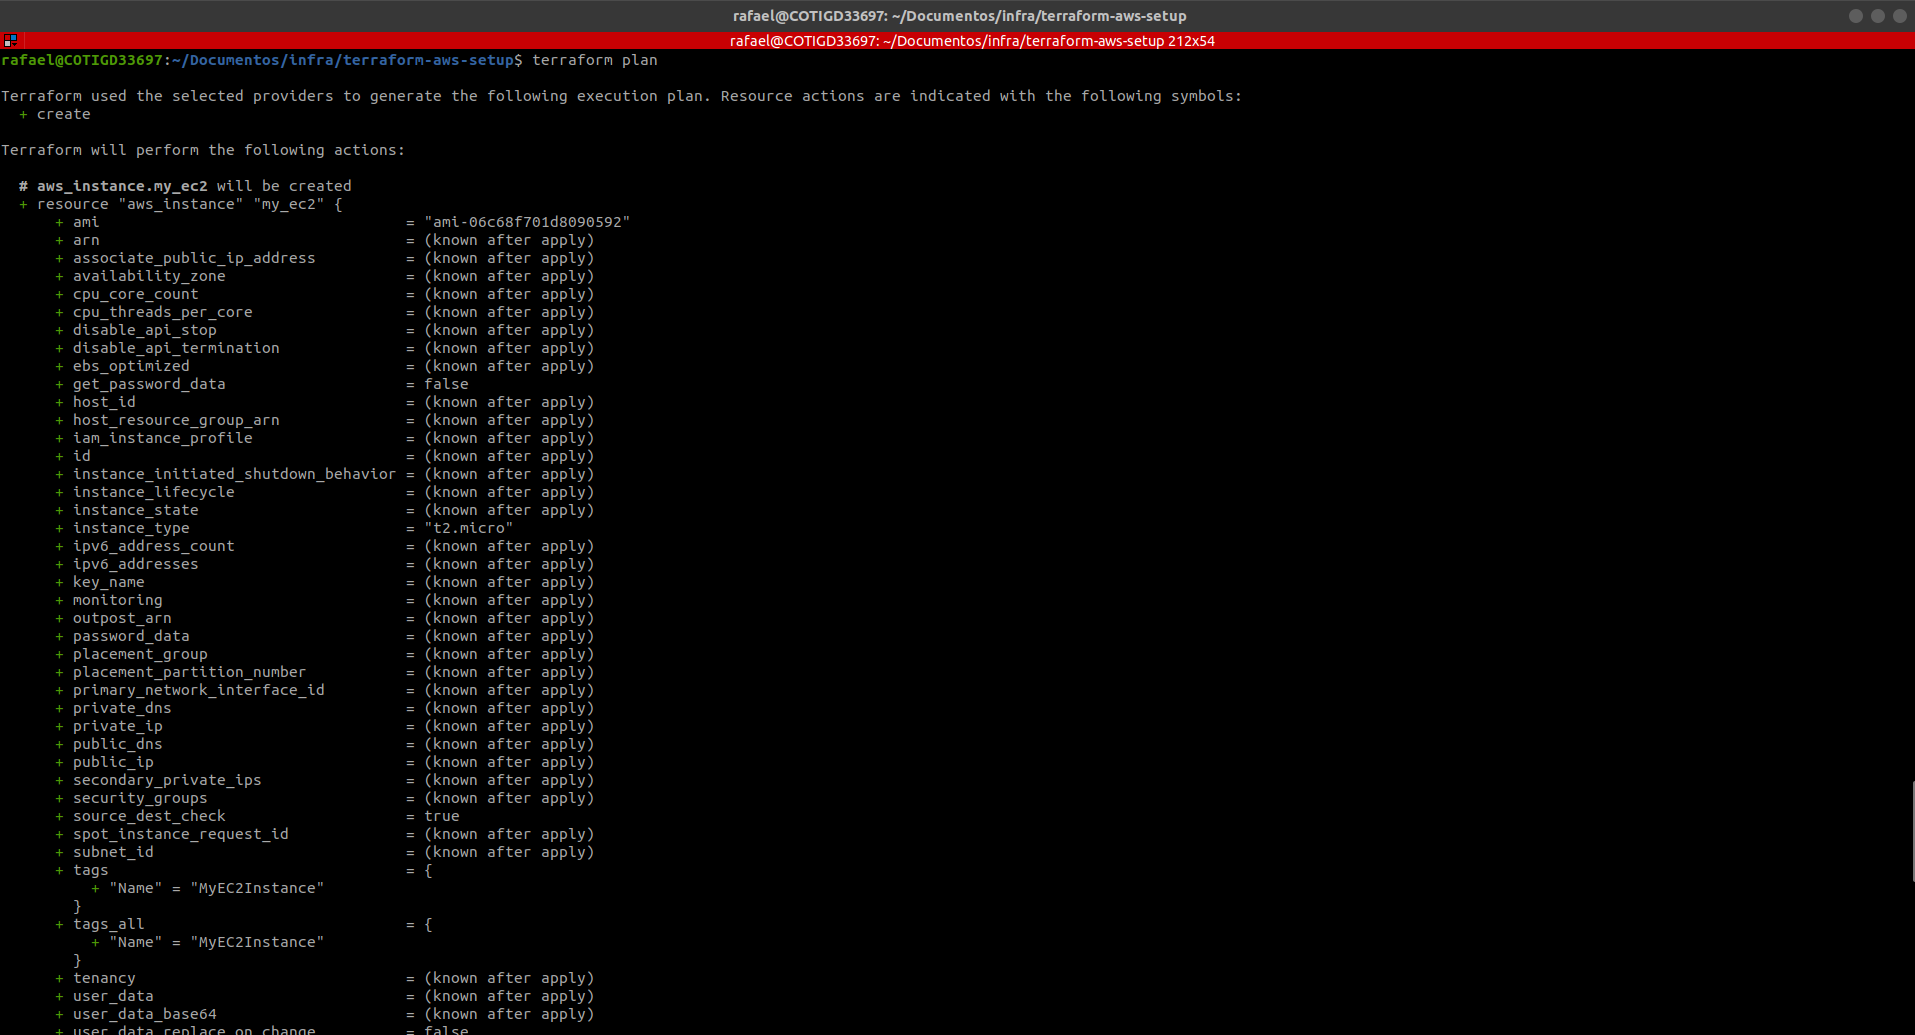 rafael@COTIGD33697: ~/Documentos/infra/terraform-aws-setup
rafael@COTIGD33697: ~/Documentos/infra/terraform-aws-setup 212x54
rafael@COTIGD33697:~/Documentos/infra/terraform-aws-setup$ terraform plan
Terraform used the selected providers to generate the following execution plan. Resource actions are indicated with the following symbols:
+ create
Terraform will perform the following actions:
# aws_instance.my_ec2 will be created
+ resource "aws_instance" "my_ec2" {
+ ami = "ami-06c68f701d8090592"
+ arn = (known after apply)
+ associate_public_ip_address = (known after apply)
+ availability_zone = (known after apply)
+ cpu_core_count = (known after apply)
+ cpu_threads_per_core = (known after apply)
+ disable_api_stop = (known after apply)
+ disable_api_termination = (known after apply)
+ ebs_optimized = (known after apply)
+ get_password_data = false
+ host_id = (known after apply)
+ host_resource_group_arn = (known after apply)
+ iam_instance_profile = (known after apply)
+ id = (known after apply)
+ instance_initiated_shutdown_behavior = (known after apply)
+ instance_lifecycle = (known after apply)
+ instance_state = (known after apply)
+ instance_type = "t2.micro"
+ ipv6_address_count = (known after apply)
+ ipv6_addresses = (known after apply)
+ key_name = (known after apply)
+ monitoring = (known after apply)
+ outpost_arn = (known after apply)
+ password_data = (known after apply)
+ placement_group = (known after apply)
+ placement_partition_number = (known after apply)
+ primary_network_interface_id = (known after apply)
+ private_dns = (known after apply)
+ private_ip = (known after apply)
+ public_dns = (known after apply)
+ public_ip = (known after apply)
+ secondary_private_ips = (known after apply)
+ security_groups = (known after apply)
+ source_dest_check = true
+ spot_instance_request_id = (known after apply)
+ subnet_id = (known after apply)
+ tags = {
+ "Name" = "MyEC2Instance"
}
+ tags_all = {
+ "Name" = "MyEC2Instance"
}
+ tenancy = (known after apply)
+ user_data = (known after apply)
+ user_data_base64 = (known after apply)
+ user_data_replace_on_change = false